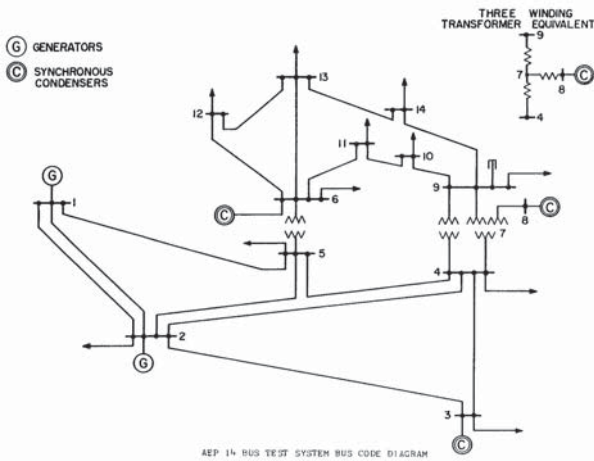 THREE WINDING
TRANSFORMER EQUIVALENT
9
7
C
8
4
G GENERATORS
C SYNCHRONOUS
CONDENSERS
13
14
12
11
10
9
6
C
8
C
7
G
1
5
4
2
G
3
C
AEP 14 BUS TEST SYSTEM BUS CODE DIAGRAM